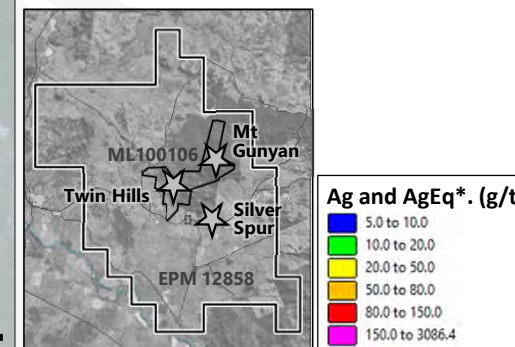 Mt
ML100106 Gunyan
Twin Hills
Silver
Spur
EPM 12858
Ag and AgEq*. (g/t
5.0 to 10.0
10.0 to 20.0
20.0 to 50.0
50.0 to 80.0
80.0 to 150.0
150.0 to 3086.4